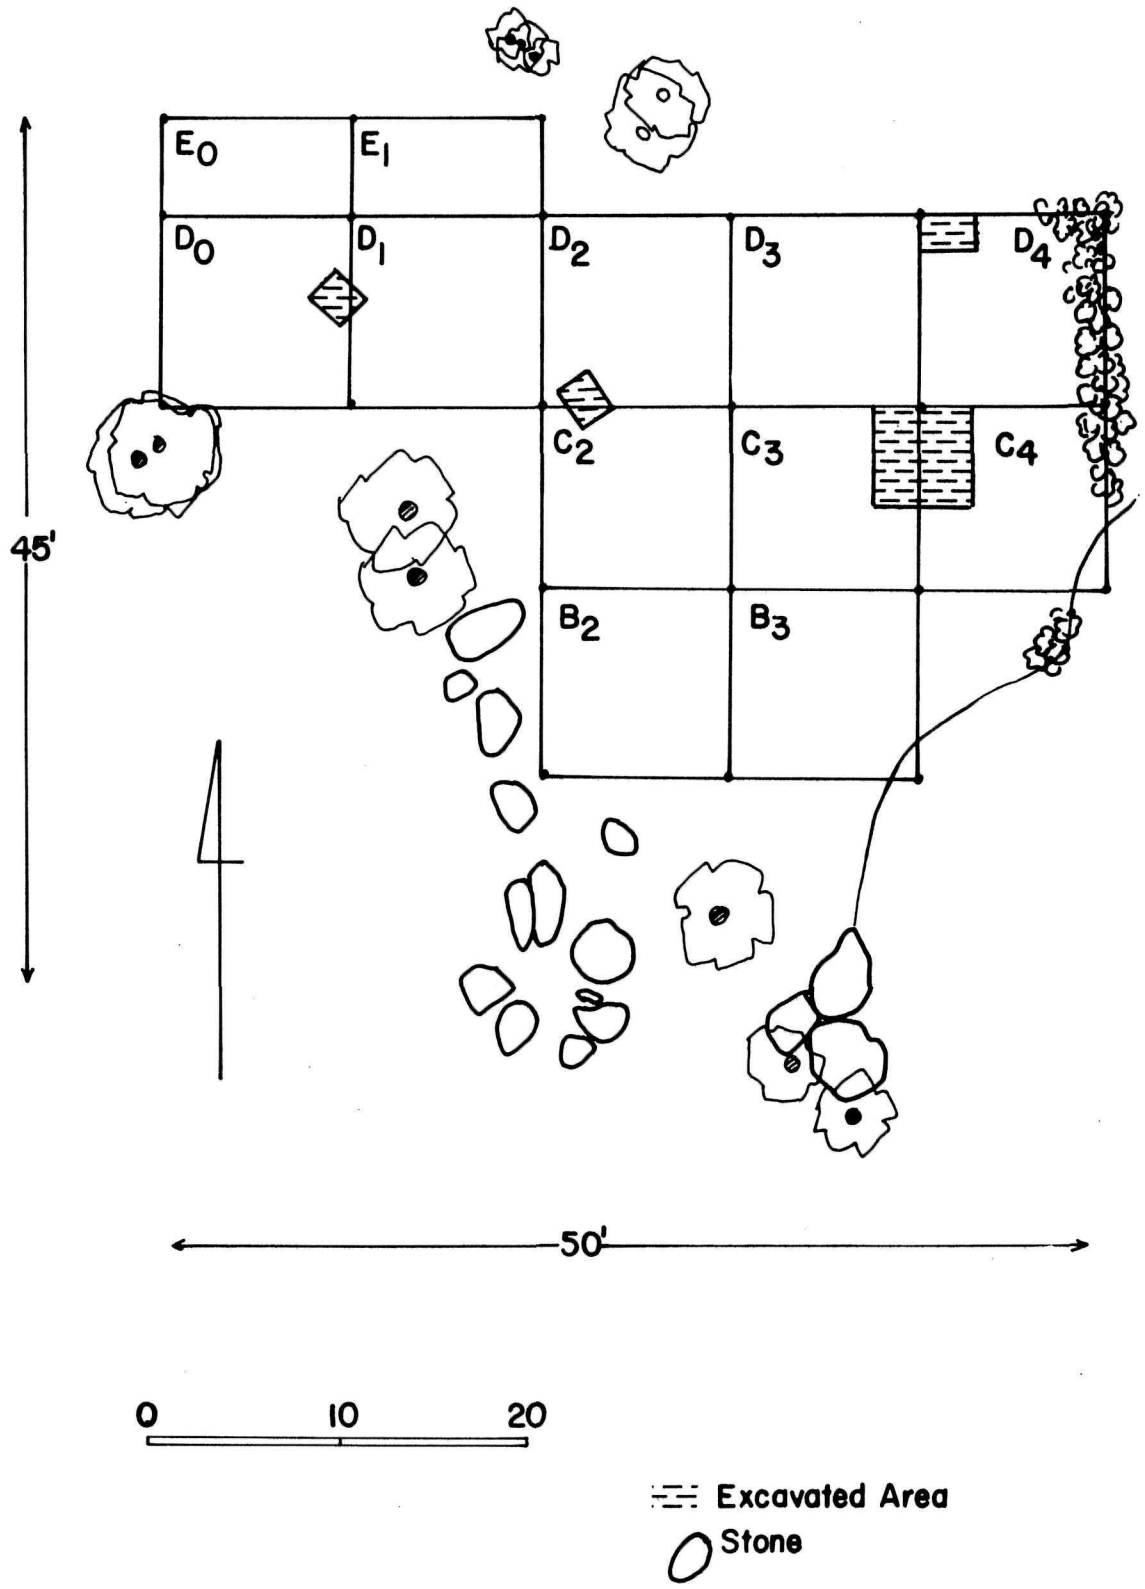 E0 E1
D0 D1 D2 D3 D4
C2 C3 C4
45'
B2 B3
50'
0 10 20
Excavated Area
Stone